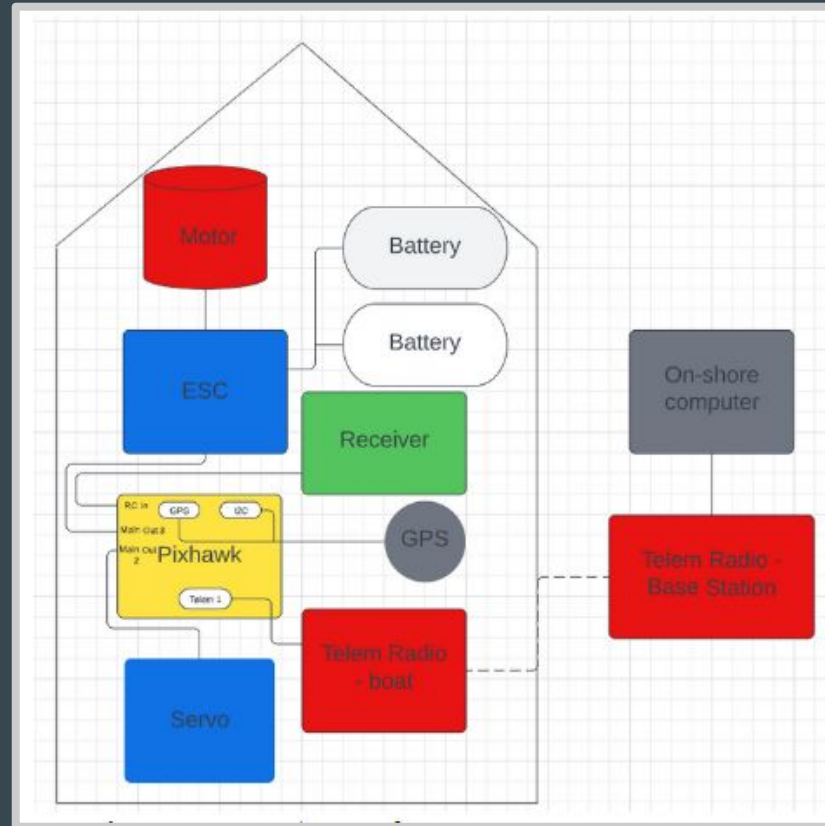 Motor
Battery
Battery
ESC
On-shore
computer
Receiver
RC in
GPS
I2C
Main Out 3
Main Out
2
Pixhawk
GPS
Telem 1
Telem Radio -
Base Station
Telem Radio
- boat
Servo